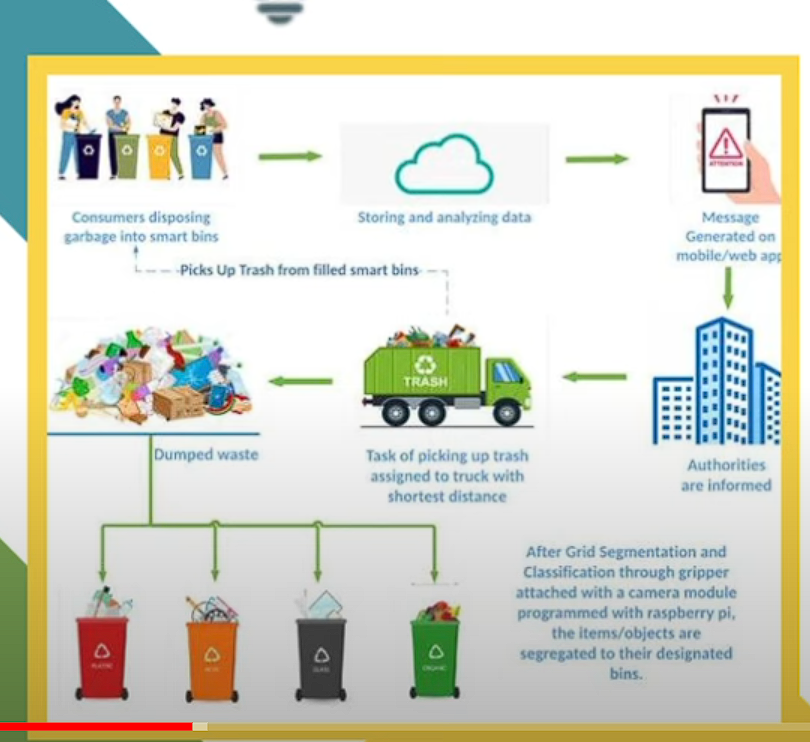 Consumers disposing
garbage into smart bins
Storing and analyzing data
ATTENTION
Message
Generated on
mobile/web app
Picks Up Trash from filled smart bins
TRASH
Dumped waste
Task of picking up trash
assigned to truck with
shortest distance
Authorities
are informed
After Grid Segmentation and
Classification through gripper
attached with a camera module
programmed with raspberry pi,
the items/objects are
segregated to their designated
bins.
PLASTIC
GLASS
ORGANIC